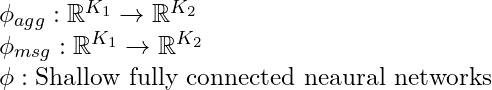 ϕ_agg : ℝ^{K_1} → ℝ^{K_2}
ϕ_msg : ℝ^{K_1} → ℝ^{K_2}
ϕ : Shallow fully connected neaural networks